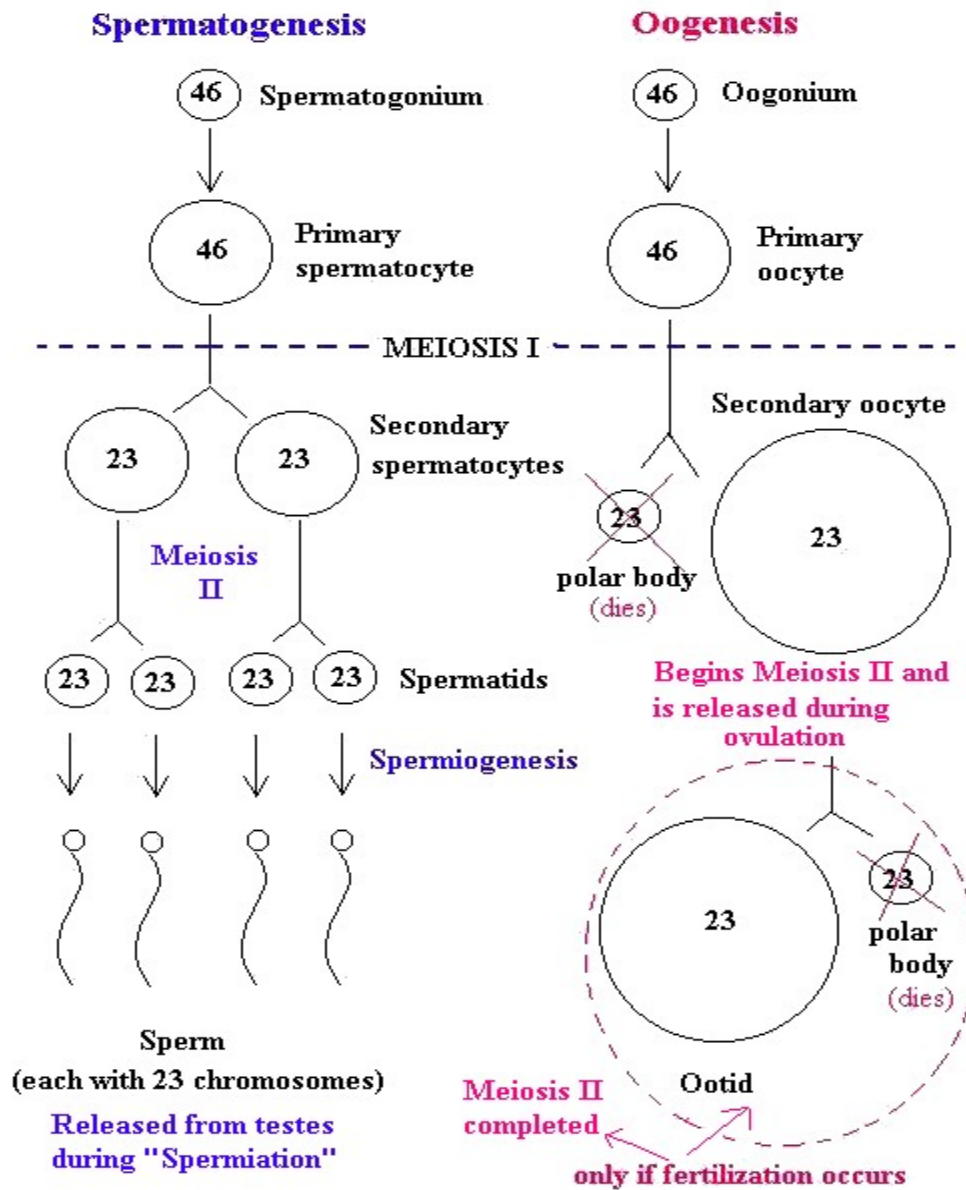 Spermatogenesis
46
Spermatogonium
46
Primary
spermatocyte
Oogenesis
46
Oogonium
46
Primary
oocyte
MEIOSIS I
23
23
Secondary
spermatocytes
Meiosis
II
23
23
23
23
Spermatids
Spermiogenesis
Sperm
(each with 23 chromosomes)
Released from testes
during "Spermiation"
Secondary oocyte
23
23
polar body
(dies)
Begins Meiosis II and
is released during
ovulation
23
23
polar
body
(dies)
Ootid
Meiosis II
completed
only if fertilization occurs